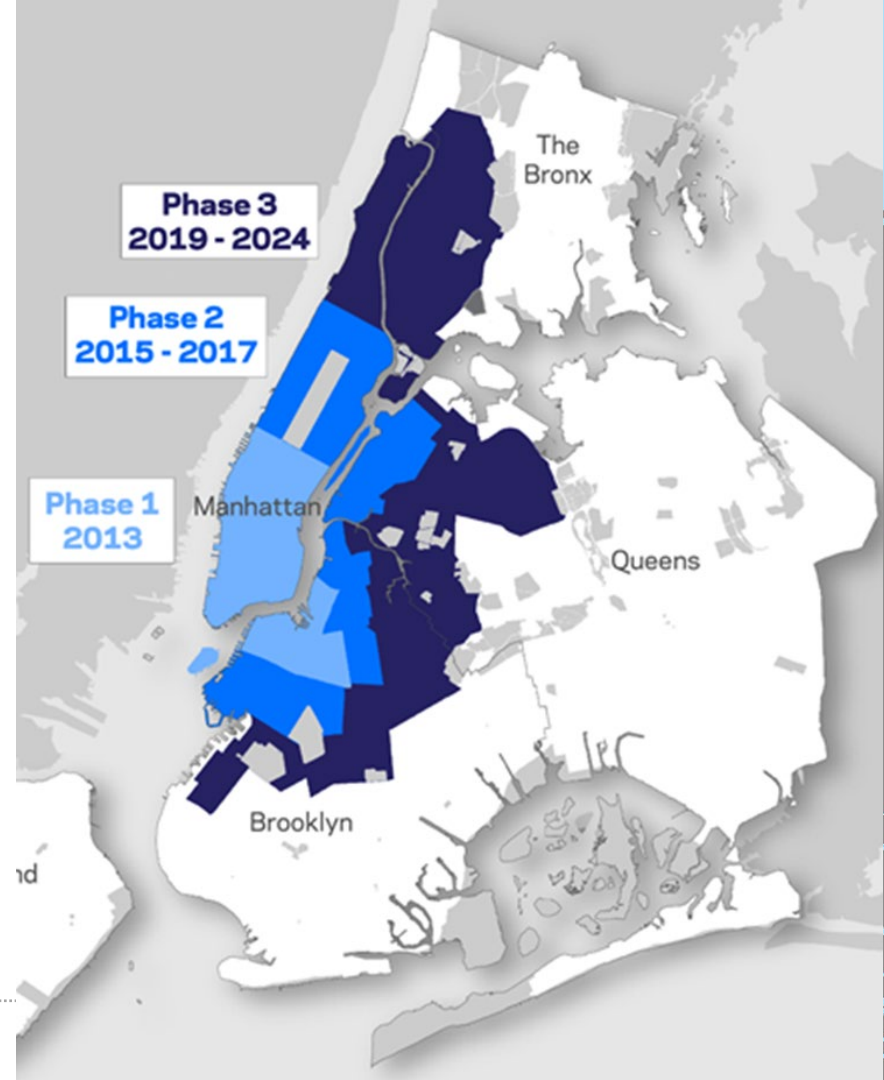 The
Bronx
Phase 3
2019 - 2024
Phase 2
2015 - 2017
Phase 1
2013
Manhattan
Queens
Brooklyn
nd